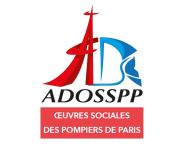 ADOSSPP
ŒUVRES SOCIALES
DES POMPIERS DE PARIS